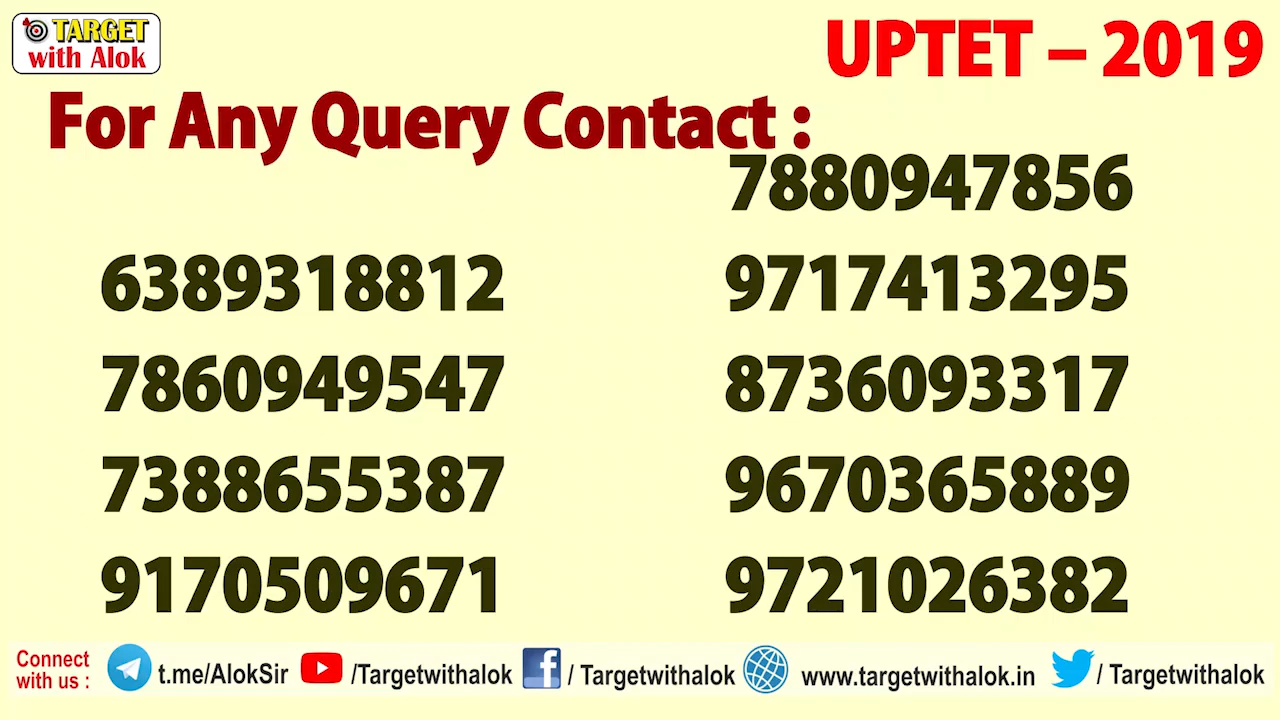 TARGET
with Alok
UPTET – 2019
For Any Query Contact :
7880947856
6389318812 9717413295
7860949547 8736093317
7388655387 9670365889
9170509671 9721026382
Connect
with us :
t.me/AlokSir /Targetwithalok / Targetwithalok www.targetwithalok.in / Targetwithalok